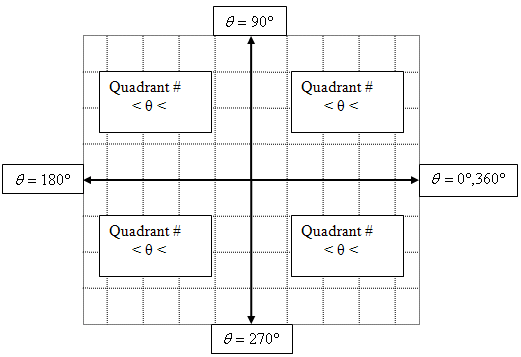 θ = 90°
Quadrant #
< θ <
Quadrant #
< θ <
θ = 180°
θ = 0°,360°
Quadrant #
< θ <
Quadrant #
< θ <
θ = 270°